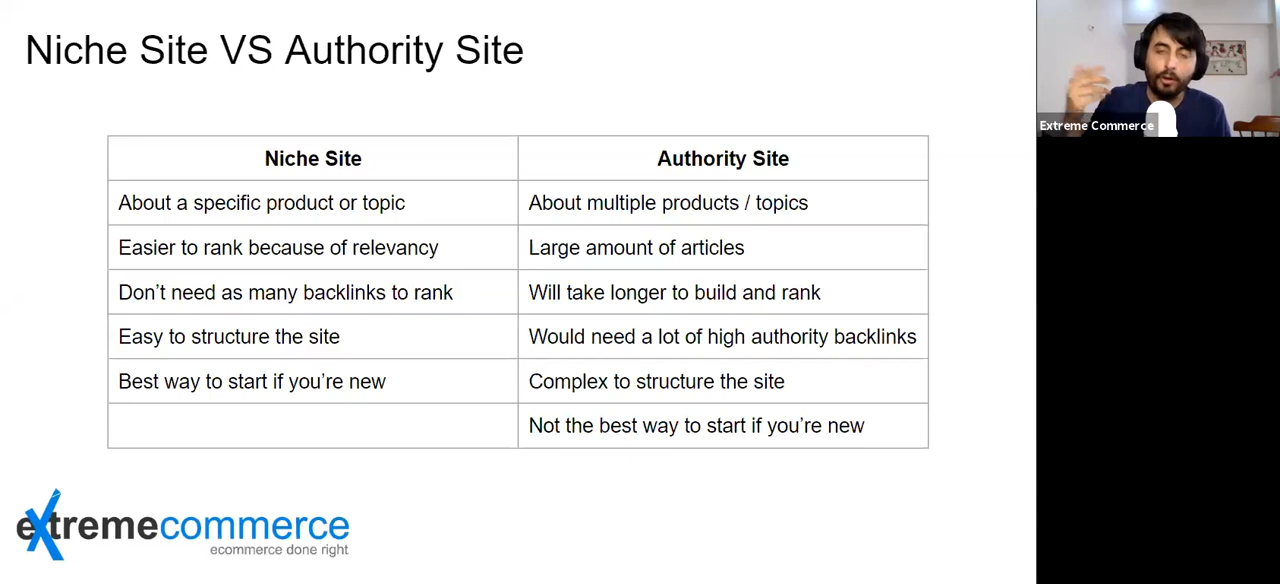 Niche Site VS Authority Site
Extreme Commerce
Niche Site
Authority Site
About a specific product or topic
About multiple products / topics
Easier to rank because of relevancy
Large amount of articles
Don’t need as many backlinks to rank
Will take longer to build and rank
Easy to structure the site
Would need a lot of high authority backlinks
Best way to start if you’re new
Complex to structure the site
Not the best way to start if you’re new
extremecommerce
ecommerce done right